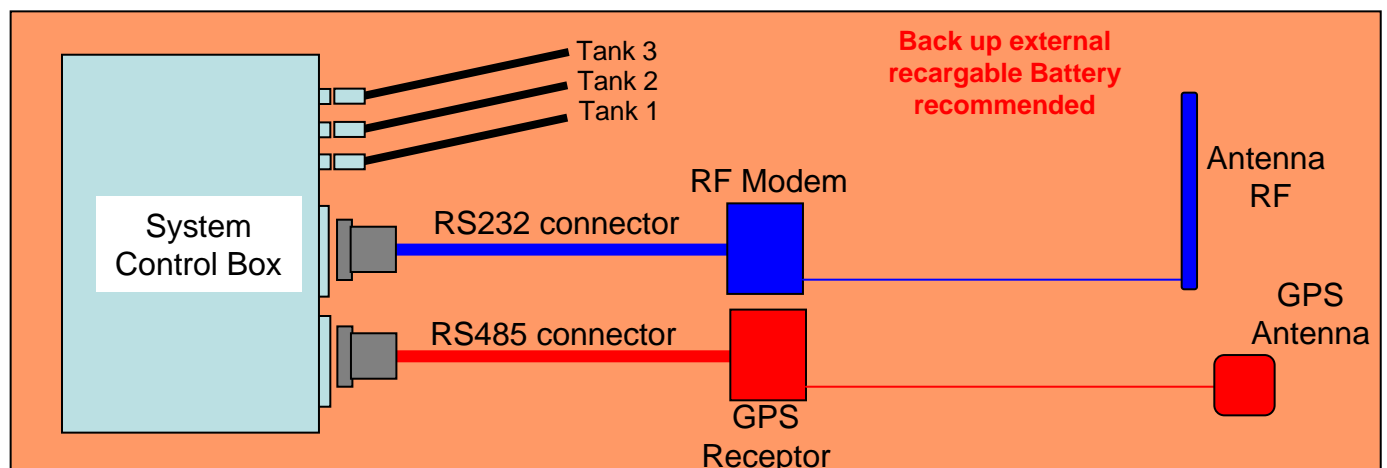 Tank 3
Tank 2
Tank 1
Back up external
recargable Battery
recommended
Antenna
RF
RF Modem
System
Control Box
RS232 connector
GPS
Antenna
RS485 connector
GPS
Receptor